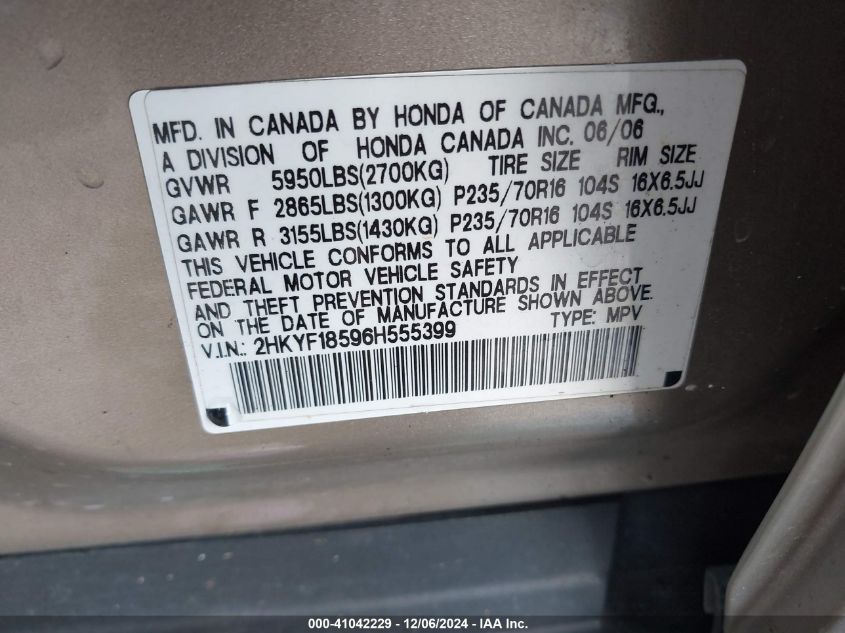 MFD. IN CANADA BY HONDA OF CANADA MFG.,
A DIVISION OF HONDA CANADA INC. 06/06
GVWR 5950LBS(2700KG) TIRE SIZE RIM SIZE
GAWR F 2865LBS(1300KG) P235/70R16 104S 16X6.5JJ
GAWR R 3155LBS(1430KG) P235/70R16 104S 16X6.5JJ
THIS VEHICLE CONFORMS TO ALL APPLICABLE
FEDERAL MOTOR VEHICLE SAFETY
AND THEFT PREVENTION STANDARDS IN EFFECT
ON THE DATE OF MANUFACTURE SHOWN ABOVE.
V.I.N.: 2HKYF18596H555399 TYPE: MPV
000-41042229 - 12/06/2024 - IAA Inc.